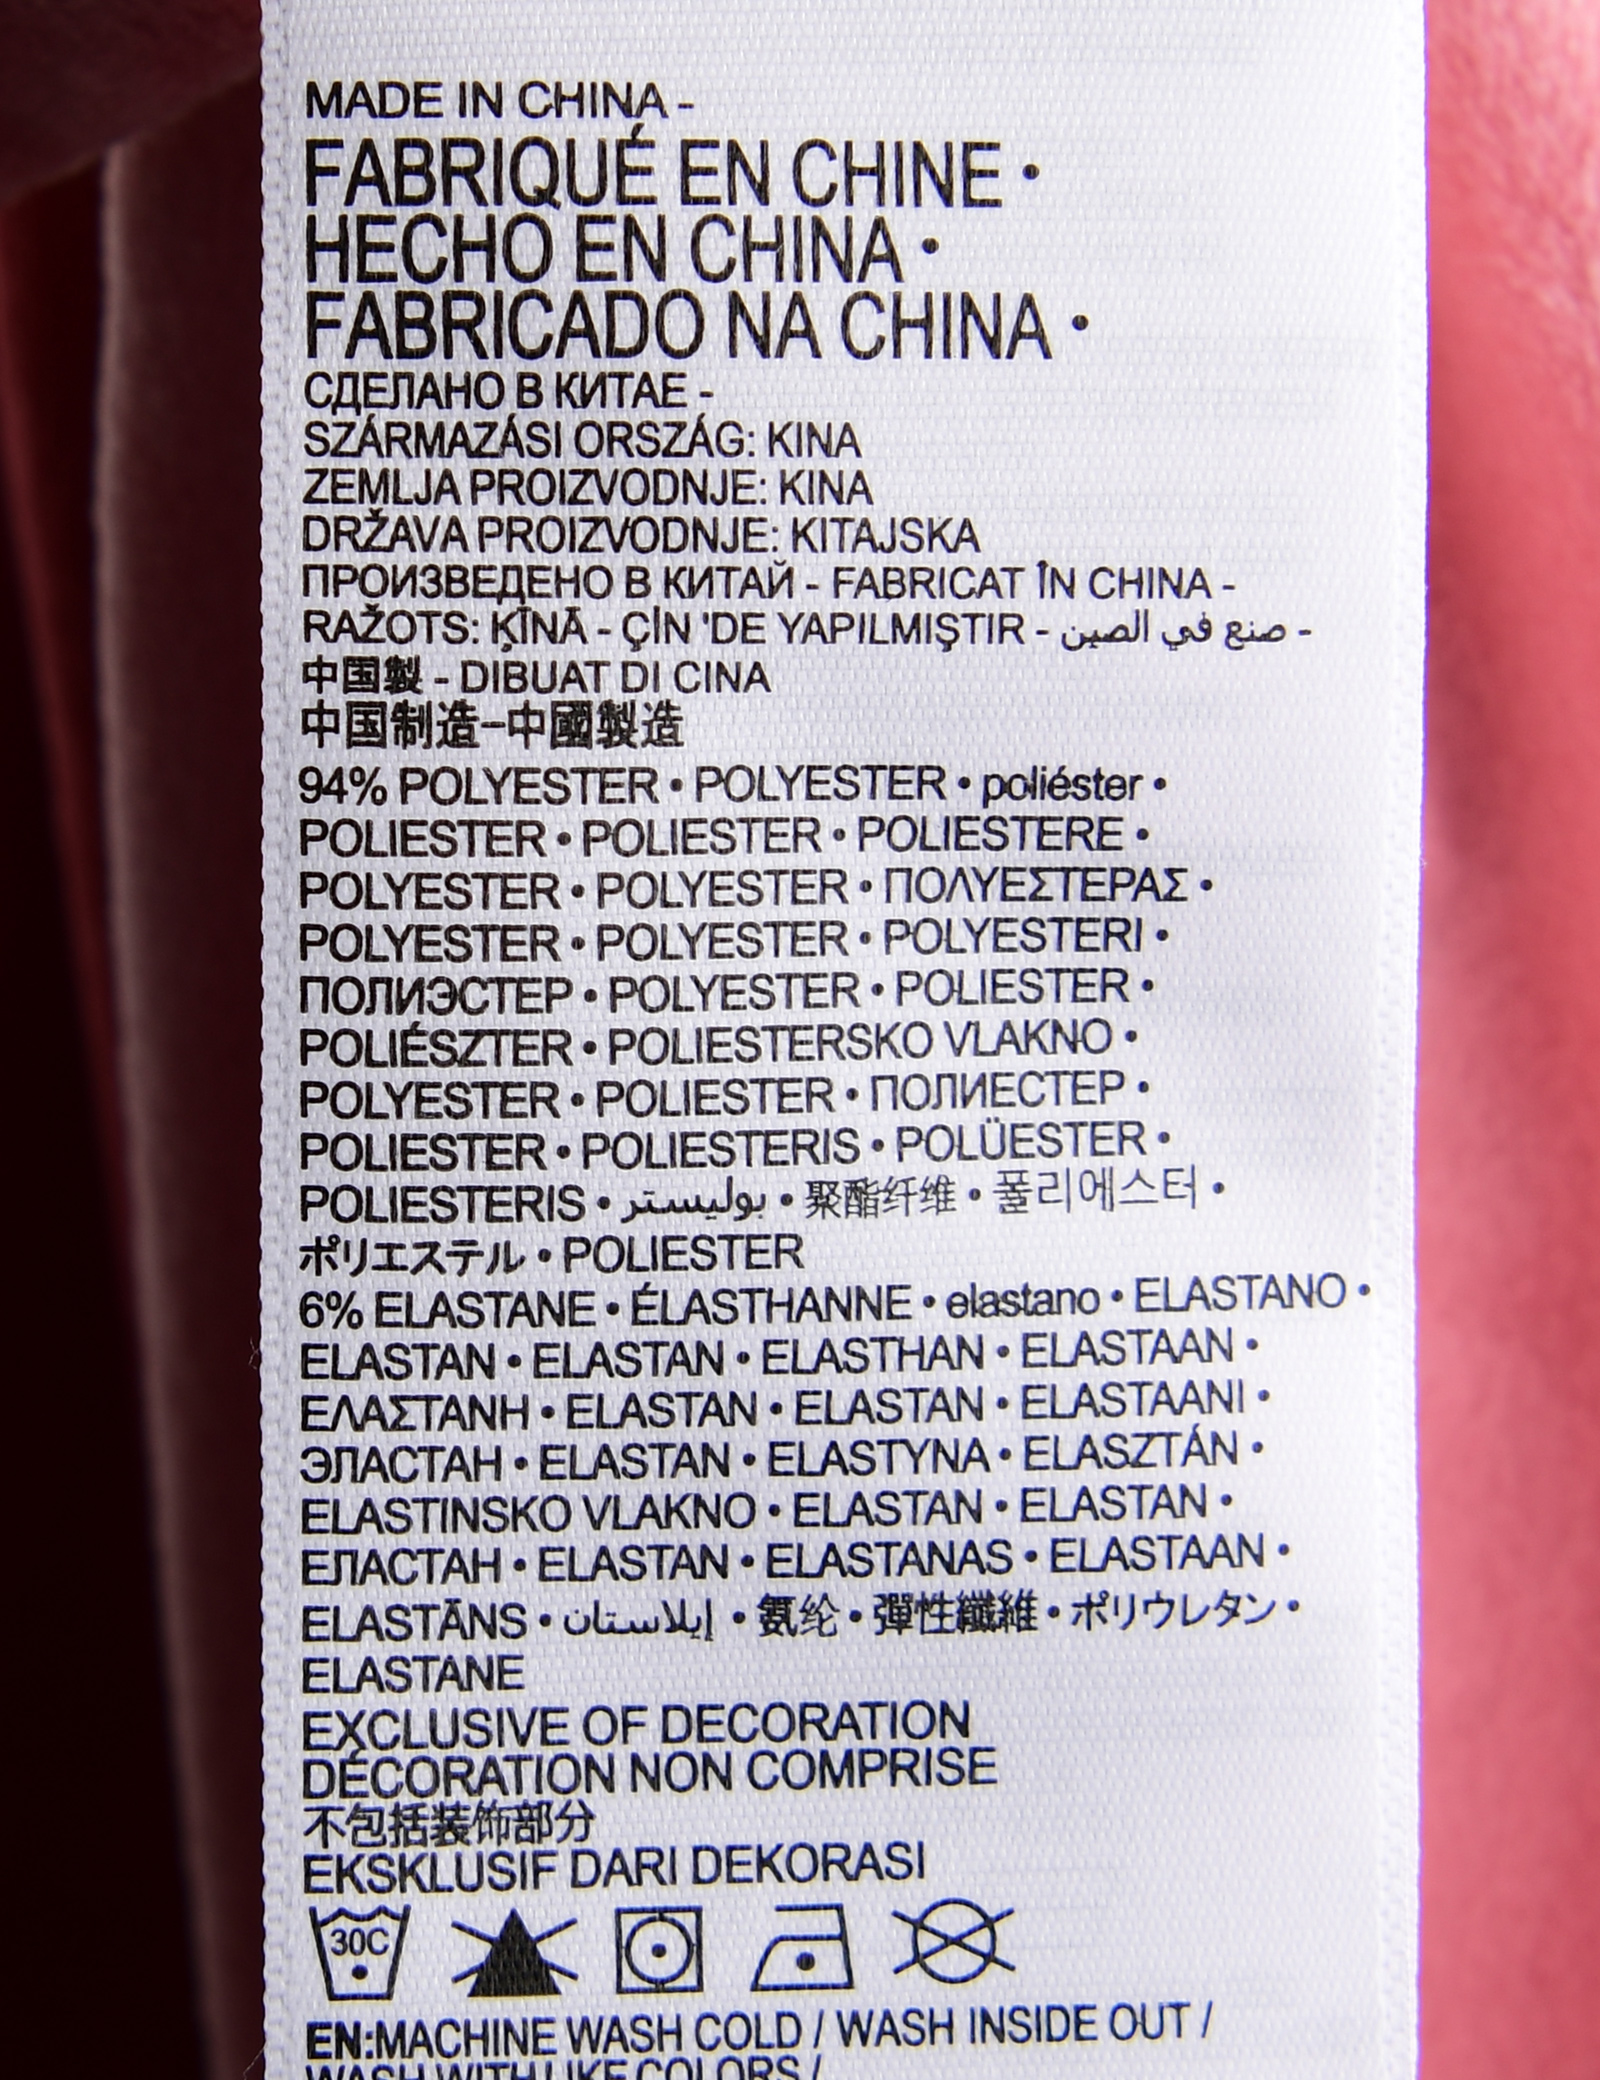 MADE IN CHINA -
FABRIQUÉ EN CHINE •
HECHO EN CHINA •
FABRICADO NA CHINA •
СДЕЛАНО В КИТАЕ -
SZÁRMAZÁSI ORSZÁG: KINA
ZEMLJA PROIZVODNJE: KINA
DRŽAVA PROIZVODNJE: KITAJSKA
ПРОИЗВЕДЕНО В КИТАЙ - FABRICAT ÎN CHINA -
RAŽOTS: ĶĪNĀ - ÇİN 'DE YAPILMIŞTIR - صنع في الصين -
中国製 - DIBUAT DI CINA
中国制造-中國製造
94% POLYESTER • POLYESTER • poliéster •
POLIESTER • POLIESTER • POLIESTERE •
POLYESTER • POLYESTER • ΠΟΛΥΕΣΤΕΡΑΣ •
POLYESTER • POLYESTER • POLYESTERI •
ПОЛИЭСТЕР • POLYESTER • POLIESTER •
POLIÉSZTER • POLIESTERSKO VLAKNO •
POLYESTER • POLIESTER • ПОЛИЕСТЕР •
POLIESTER • POLIESTERIS • POLÜESTER •
POLIESTERIS • بوليستر • 聚酯纤维 • 폴리에스터 •
ポリエステル • POLIESTER
6% ELASTANE • ÉLASTHANNE • elastano • ELASTANO •
ELASTAN • ELASTAN • ELASTHAN • ELASTAAN •
ΕΛΑΣΤΑΝΗ • ELASTAN • ELASTAN • ELASTAANI •
ЭЛАСТАН • ELASTAN • ELASTYNA • ELASZTÁN •
ELASTINSKO VLAKNO • ELASTAN • ELASTAN •
ЕЛАСТАН • ELASTAN • ELASTANAS • ELASTAAN •
ELASTĀNS • إيلاستان • 氨纶 • 彈性纖維 • ポリウレタン •
ELASTANE
EXCLUSIVE OF DECORATION
DÉCORATION NON COMPRISE
不包括装饰部分
EKSKLUSIF DARI DEKORASI
30C
EN:MACHINE WASH COLD / WASH INSIDE OUT /
WASH WITH LIKE COLORS /